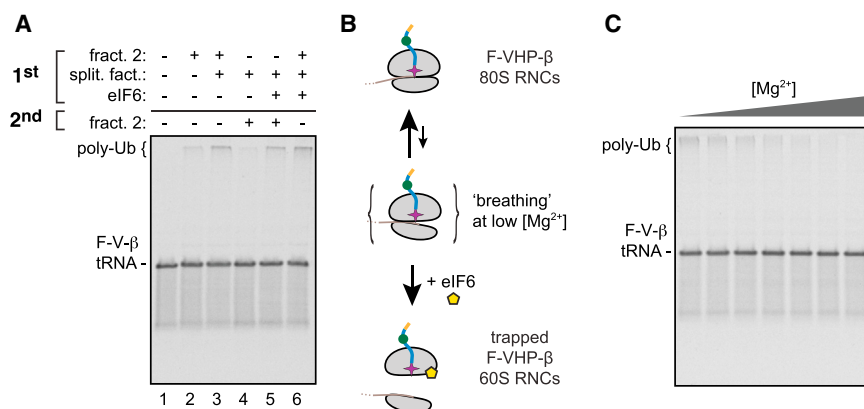 A
1st
fract. 2: - + + - - +
split. fact.: - - + + + +
eIF6: - - - - + +
2nd
fract. 2: - - - + + -
poly-Ub {
F-V-β
tRNA -
1 2 3 4 5 6
B
F-VHP-β
80S RNCs
'breathing'
at low [Mg²⁺]
+ eIF6
trapped
F-VHP-β
60S RNCs
C
[Mg²⁺]
poly-Ub {
F-V-β
tRNA -